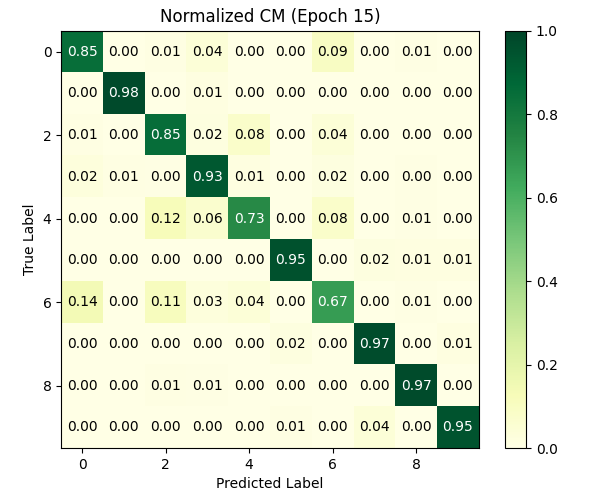 Normalized CM (Epoch 15)
0 0.85 0.00 0.01 0.04 0.00 0.00 0.09 0.00 0.01 0.00
0.00 0.98 0.00 0.01 0.00 0.00 0.00 0.00 0.00 0.00
2 0.01 0.00 0.85 0.02 0.08 0.00 0.04 0.00 0.00 0.00
0.02 0.01 0.00 0.93 0.01 0.00 0.02 0.00 0.00 0.00
4 0.00 0.00 0.12 0.06 0.73 0.00 0.08 0.00 0.01 0.00
0.00 0.00 0.00 0.00 0.00 0.95 0.00 0.02 0.01 0.01
6 0.14 0.00 0.11 0.03 0.04 0.00 0.67 0.00 0.01 0.00
0.00 0.00 0.00 0.00 0.00 0.02 0.00 0.97 0.00 0.01
8 0.00 0.00 0.01 0.01 0.00 0.00 0.00 0.00 0.97 0.00
0.00 0.00 0.00 0.00 0.00 0.01 0.00 0.04 0.00 0.95
0 2 4 6 8
Predicted Label
True Label
1.0
0.8
0.6
0.4
0.2
0.0